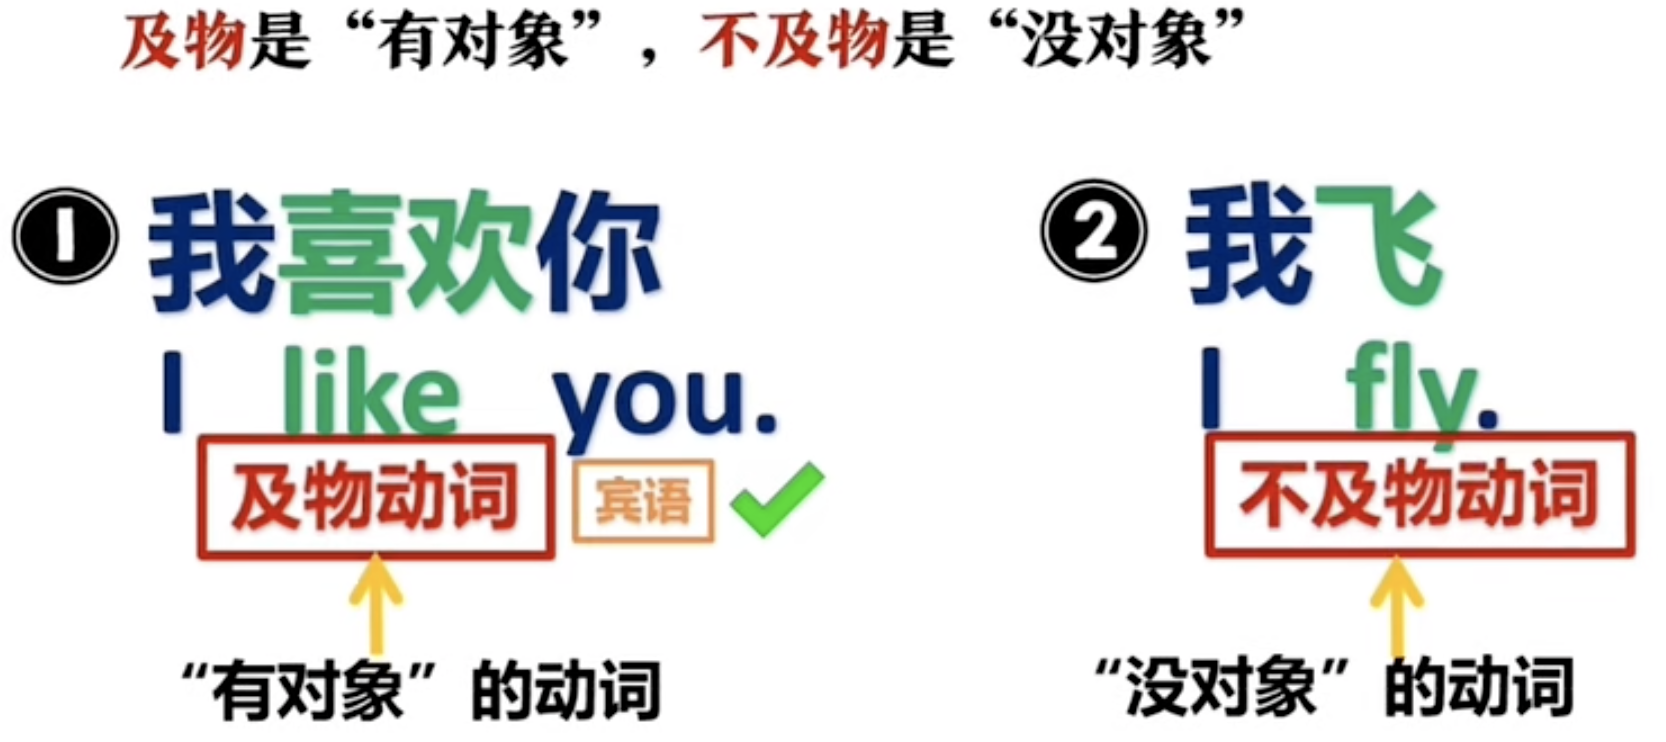 及物是“有对象”，不及物是“没对象”
① 我喜欢你
I like you.
及物动词 宾语
“有对象”的动词
② 我飞
I fly.
不及物动词
“没对象”的动词